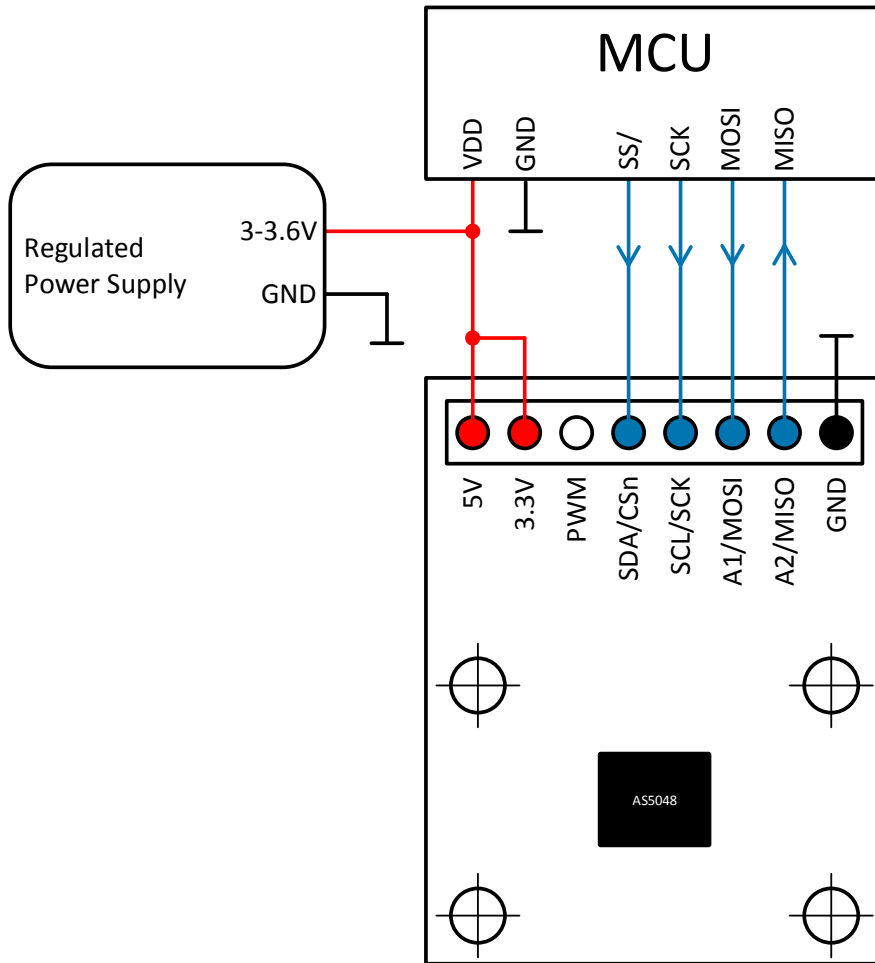 MCU
VDD
GND
SS/
SCK
MOSI
MISO
3-3.6V
Regulated
Power Supply
GND
5V
3.3V
PWM
SDA/CSn
SCL/SCK
A1/MOSI
A2/MISO
GND
AS5048